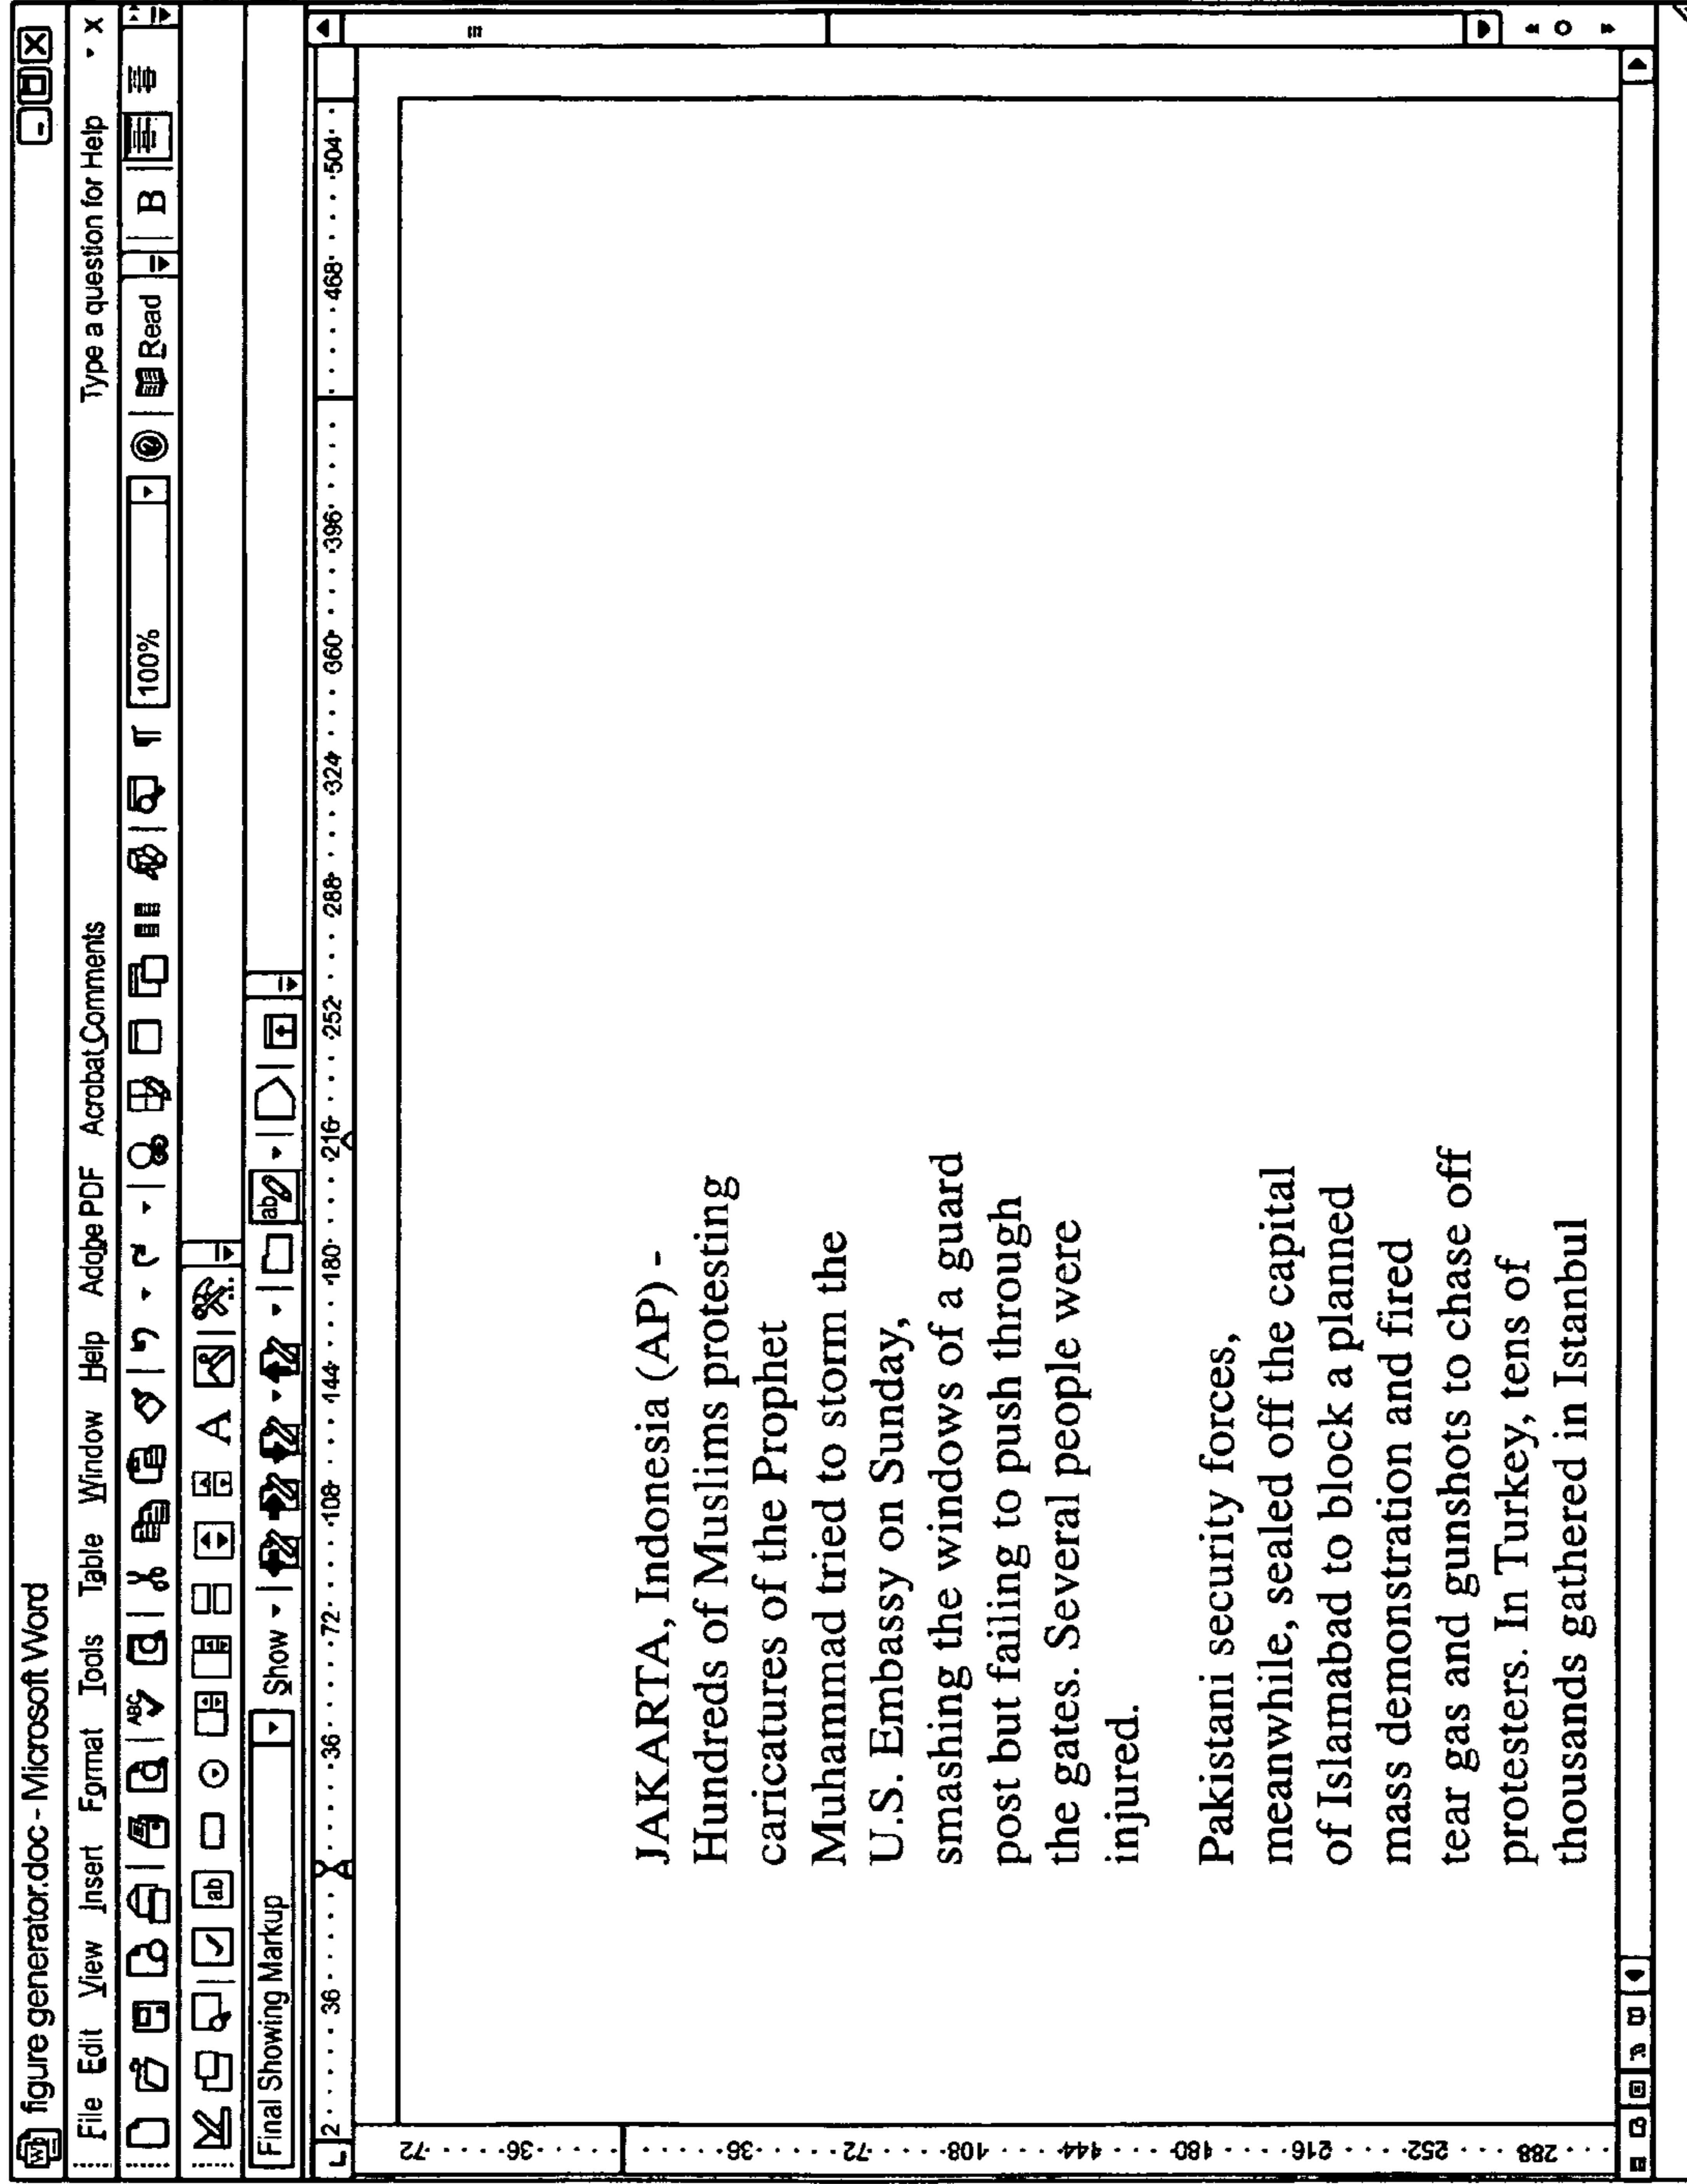 figure generator.doc - Microsoft Word
File Edit View Insert Format Tools Table Window Help Adobe PDF Acrobat Comments Type a question for Help
100% Read B
Final Showing Markup Show
2 36 36 72 108 144 180 216 252 288 324 360 396 468 504
72 36 36 72 108 144 180 216 252 288
JAKARTA, Indonesia (AP) -
Hundreds of Muslims protesting
caricatures of the Prophet
Muhammad tried to storm the
U.S. Embassy on Sunday,
smashing the windows of a guard
post but failing to push through
the gates. Several people were
injured.
Pakistani security forces,
meanwhile, sealed off the capital
of Islamabad to block a planned
mass demonstration and fired
tear gas and gunshots to chase off
protesters. In Turkey, tens of
thousands gathered in Istanbul